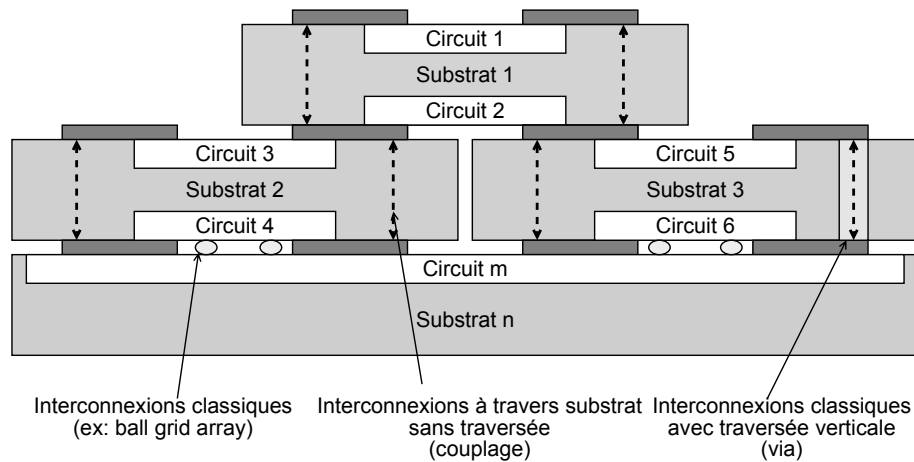 Circuit 1
Substrat 1
Circuit 2
Circuit 3
Circuit 5
Substrat 2
Substrat 3
Circuit 4
Circuit 6
Circuit m
Substrat n
Interconnexions classiques
(ex: ball grid array)
Interconnexions à travers substrat
sans traversée
(couplage)
Interconnexions classiques
avec traversée verticale
(via)